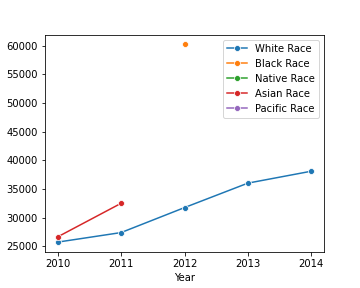 60000
55000
50000
45000
40000
35000
30000
25000
White Race
Black Race
Native Race
Asian Race
Pacific Race
2010 2011 2012 2013 2014
Year